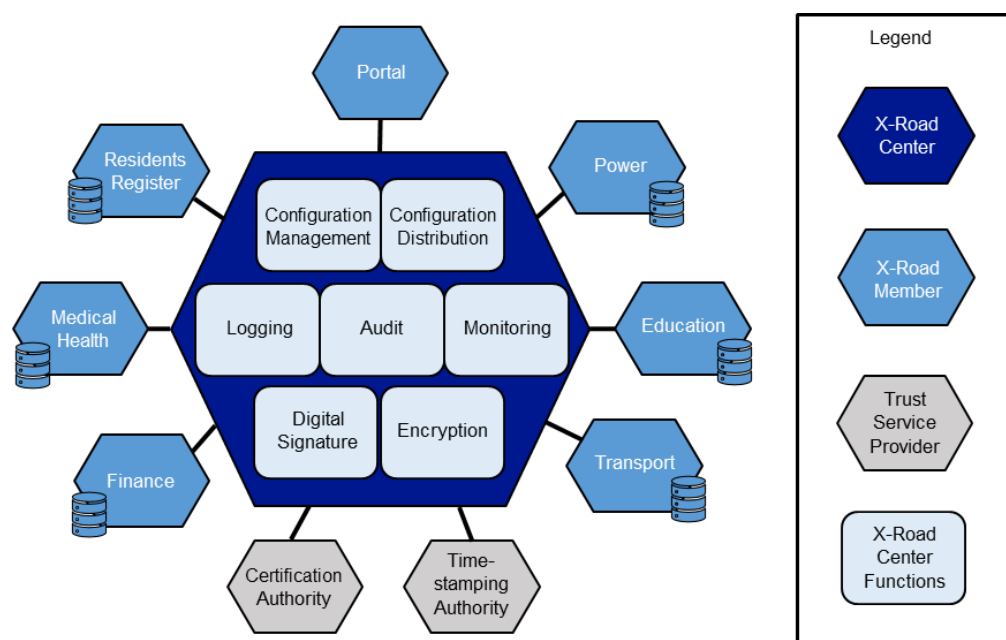 Portal
Residents
Register
Power
Configuration
Management
Configuration
Distribution
Medical
Health
Logging
Audit
Monitoring
Education
Digital
Signature
Encryption
Finance
Transport
Certification
Authority
Time-
stamping
Authority
Legend
X-Road
Center
X-Road
Member
Trust
Service
Provider
X-Road
Center
Functions